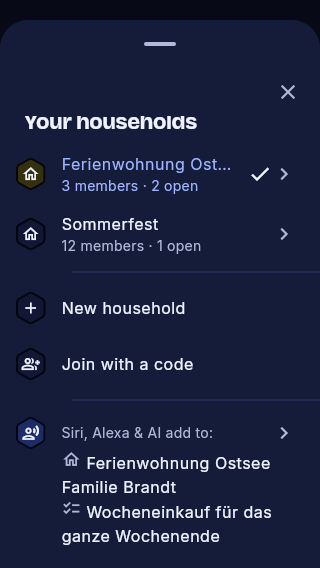 Your households
Ferienwohnung Ost...
3 members · 2 open
Sommerfest
12 members · 1 open
New household
Join with a code
Siri, Alexa & AI add to:
Ferienwohnung Ostsee
Familie Brandt
Wocheneinkauf für das
ganze Wochenende